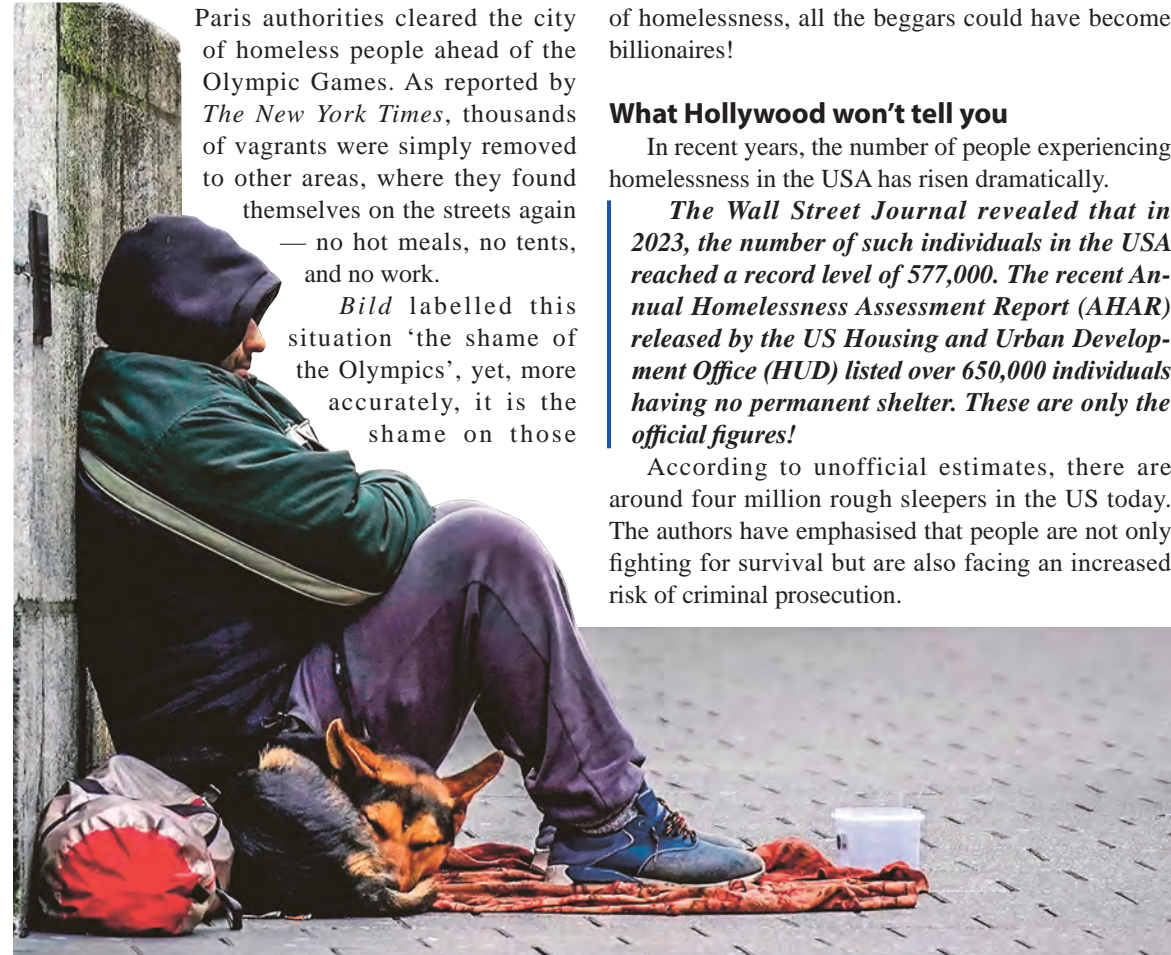 Paris authorities cleared the city
of homeless people ahead of the
Olympic Games. As reported by
The New York Times, thousands
of vagrants were simply removed
to other areas, where they found
themselves on the streets again
— no hot meals, no tents,
and no work.
Bild labelled this
situation ‘the shame of
the Olympics’, yet, more
accurately, it is the
shame on those
of homelessness, all the beggars could have become
billionaires!
What Hollywood won’t tell you
In recent years, the number of people experiencing
homelessness in the USA has risen dramatically.
The Wall Street Journal revealed that in
2023, the number of such individuals in the USA
reached a record level of 577,000. The recent An-
nual Homelessness Assessment Report (AHAR)
released by the US Housing and Urban Develop-
ment Office (HUD) listed over 650,000 individuals
having no permanent shelter. These are only the
official figures!
According to unofficial estimates, there are
around four million rough sleepers in the US today.
The authors have emphasised that people are not only
fighting for survival but are also facing an increased
risk of criminal prosecution.